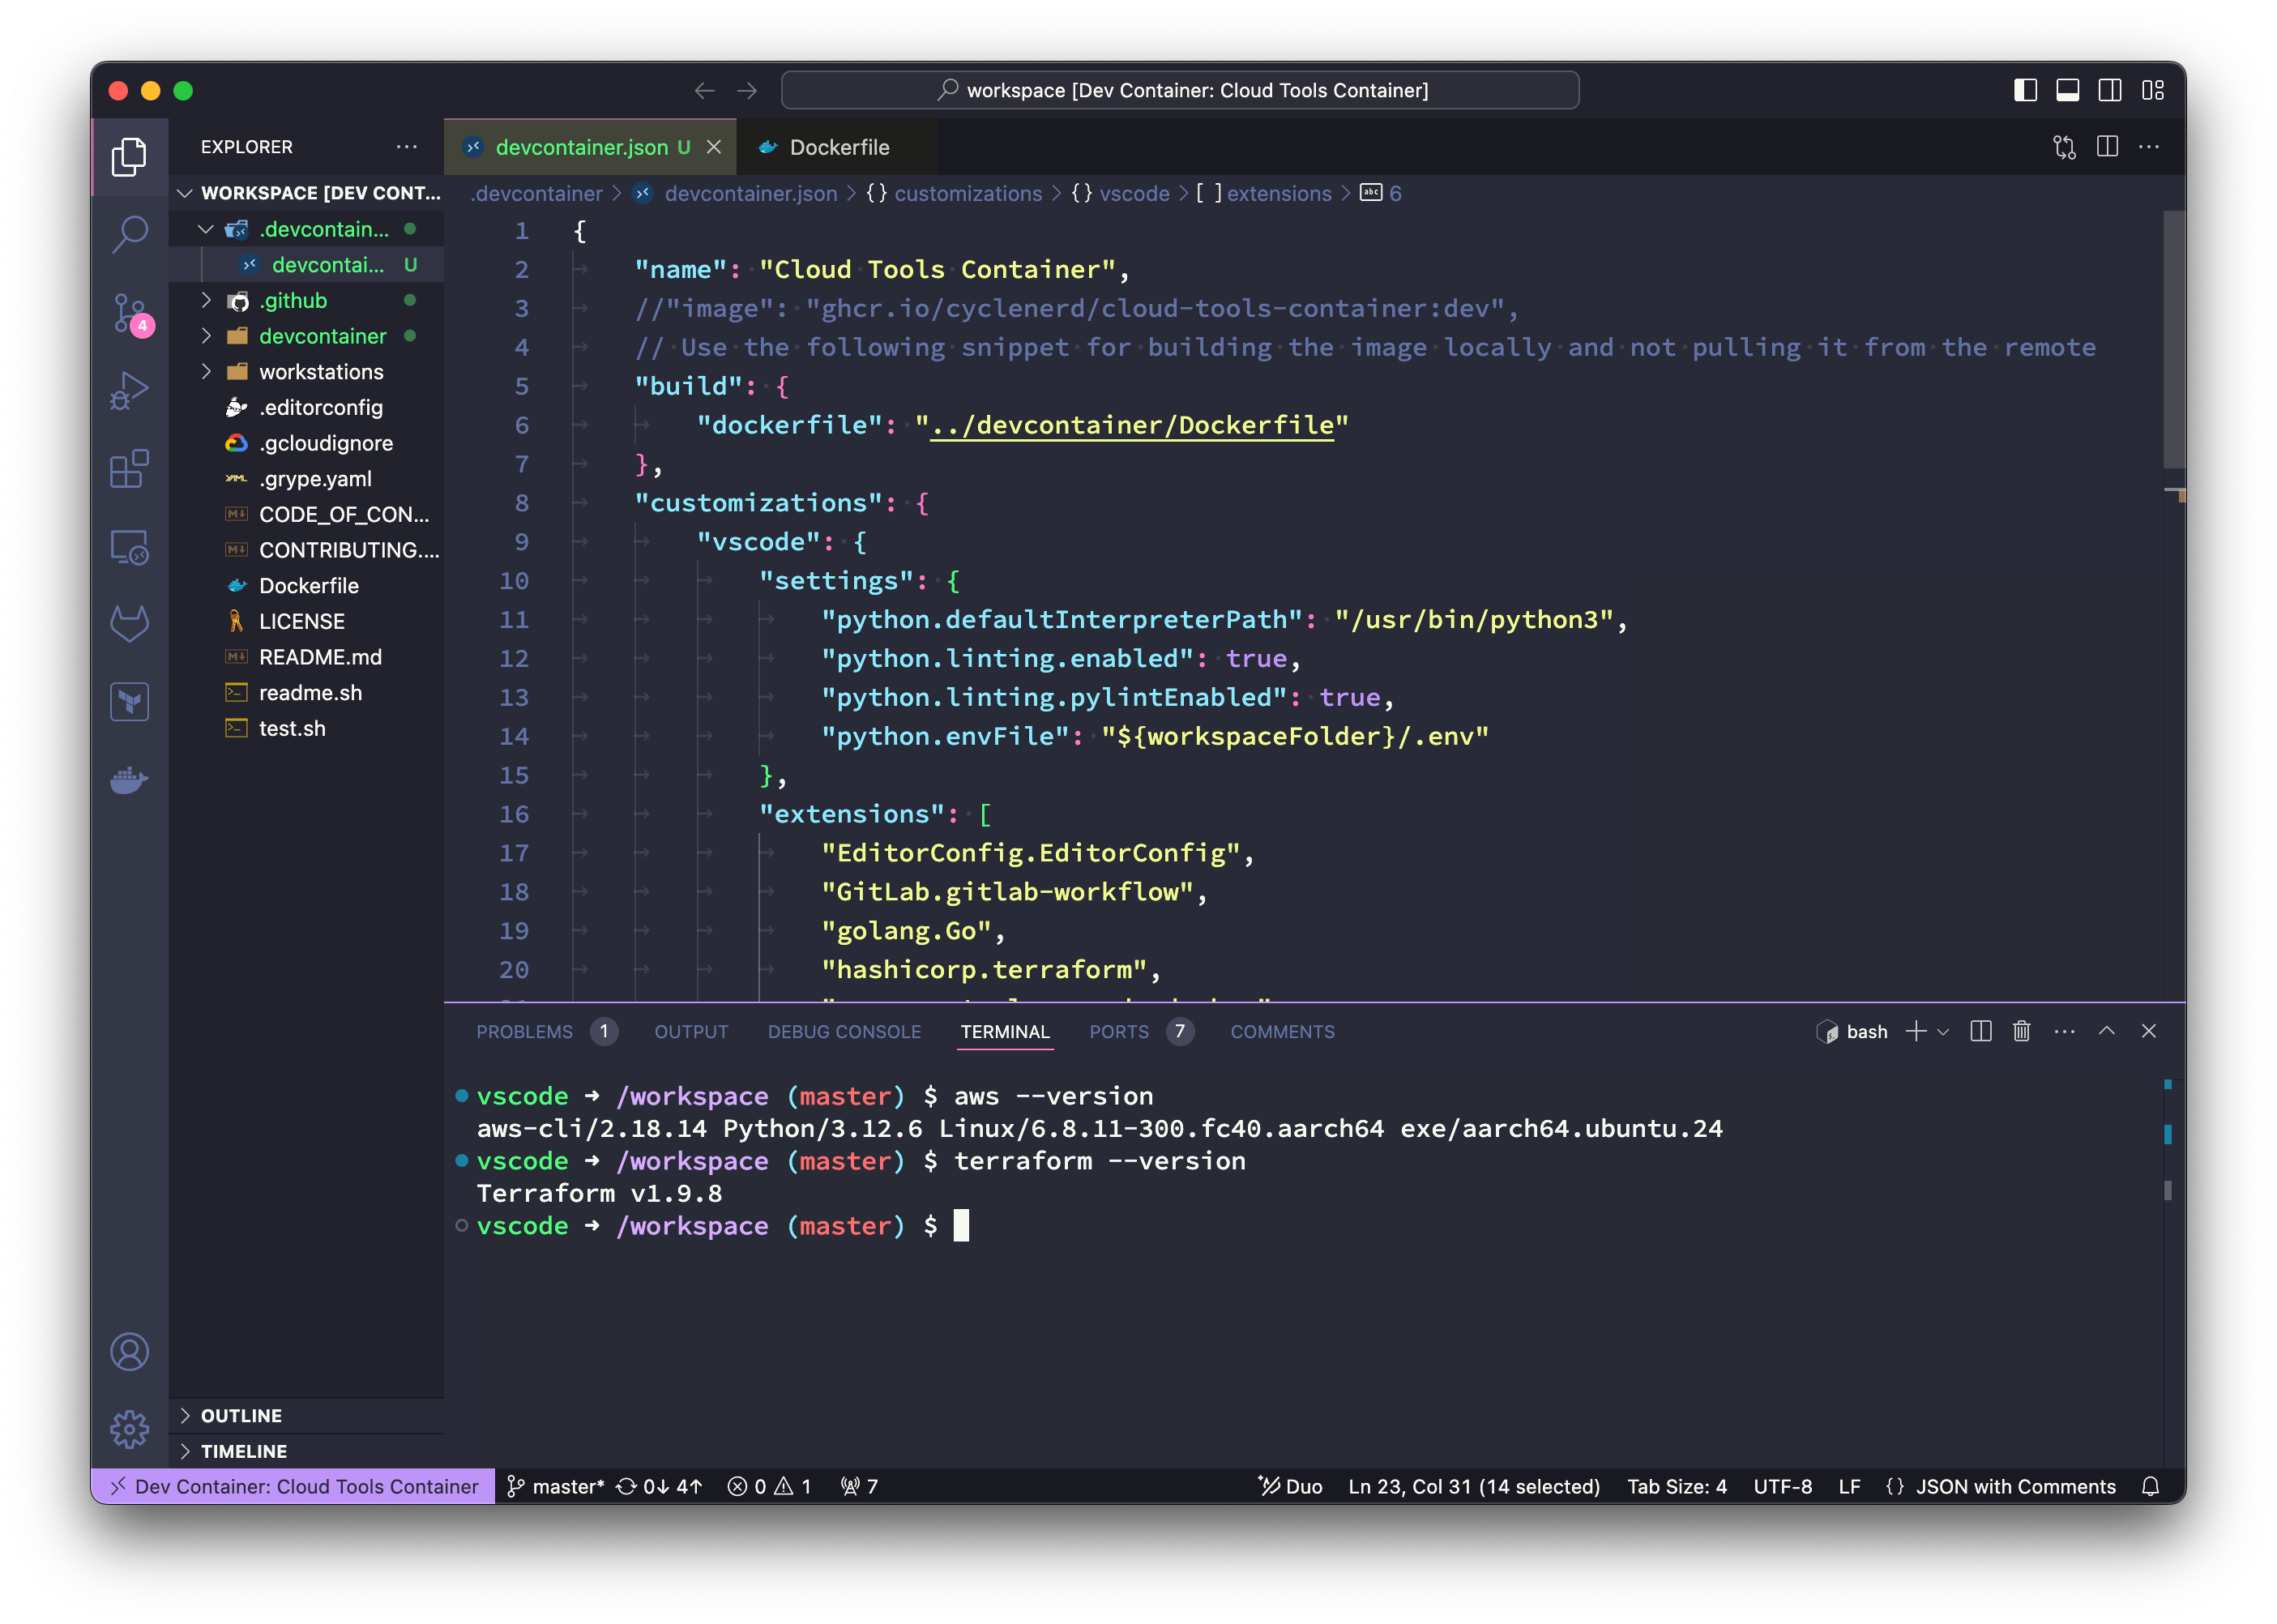 workspace [Dev Container: Cloud Tools Container]
EXPLORER
WORKSPACE [DEV CONT...
.devcontain...
devcontai... U
.github
devcontainer
workstations
.editorconfig
.gcloudignore
.grype.yaml
CODE_OF_CON...
CONTRIBUTING....
Dockerfile
LICENSE
README.md
readme.sh
test.sh
OUTLINE
TIMELINE
4
devcontainer.json U
Dockerfile
.devcontainer > devcontainer.json > {} customizations > {} vscode > [ ] extensions > abc 6
1 {
2 "name": "Cloud Tools Container",
3 //"image": "ghcr.io/cyclenerd/cloud-tools-container:dev",
4 // Use the following snippet for building the image locally and not pulling it from the remote
5 "build": {
6 "dockerfile": "../devcontainer/Dockerfile"
7 },
8 "customizations": {
9 "vscode": {
10 "settings": {
11 "python.defaultInterpreterPath": "/usr/bin/python3",
12 "python.linting.enabled": true,
13 "python.linting.pylintEnabled": true,
14 "python.envFile": "${workspaceFolder}/.env"
15 },
16 "extensions": [
17 "EditorConfig.EditorConfig",
18 "GitLab.gitlab-workflow",
19 "golang.Go",
20 "hashicorp.terraform",
PROBLEMS 1 OUTPUT DEBUG CONSOLE TERMINAL PORTS 7 COMMENTS bash
vscode ➜ /workspace (master) $ aws --version
aws-cli/2.18.14 Python/3.12.6 Linux/6.8.11-300.fc40.aarch64 exe/aarch64.ubuntu.24
vscode ➜ /workspace (master) $ terraform --version
Terraform v1.9.8
vscode ➜ /workspace (master) $
Dev Container: Cloud Tools Container master* 0↓ 4↑ 0 1 7 Duo Ln 23, Col 31 (14 selected) Tab Size: 4 UTF-8 LF {} JSON with Comments